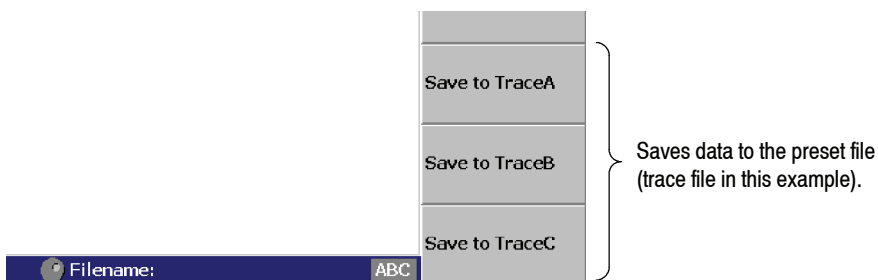 Save to TraceA
Save to TraceB
Saves data to the preset file
(trace file in this example).
Save to TraceC
Filename:
ABC